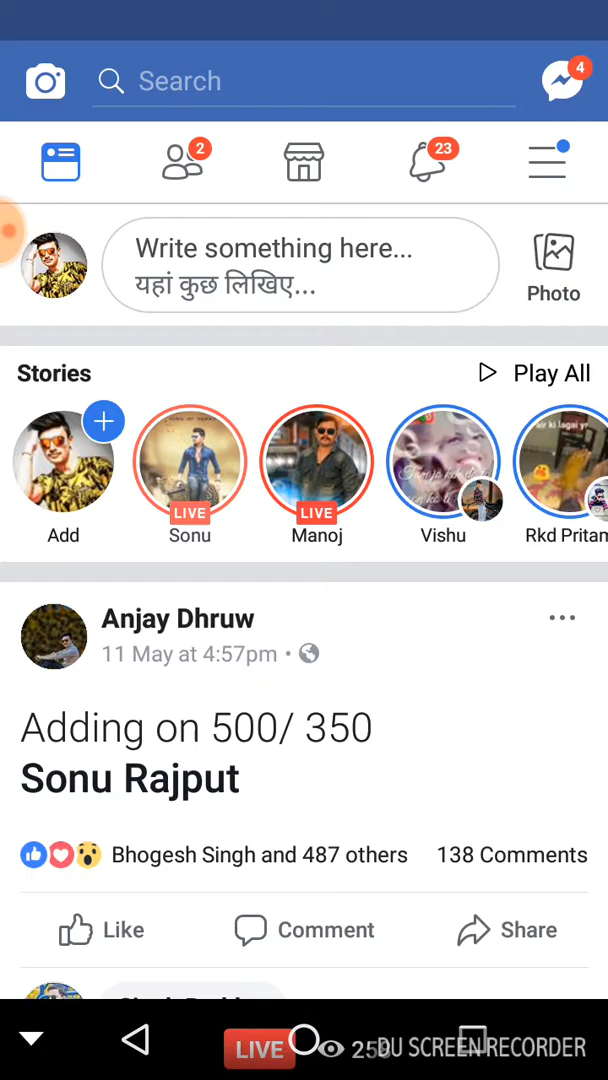 Search
4
2
23
Write something here...
यहां कुछ लिखिए...
Photo
Stories
Play All
LIVE
LIVE
Add
Sonu
Manoj
Vishu
Rkd Pritam
Anjay Dhruw
11 May at 4:57pm
Adding on 500/ 350
Sonu Rajput
Bhogesh Singh and 487 others
138 Comments
Like
Comment
Share
LIVE
DU SCREEN RECORDER